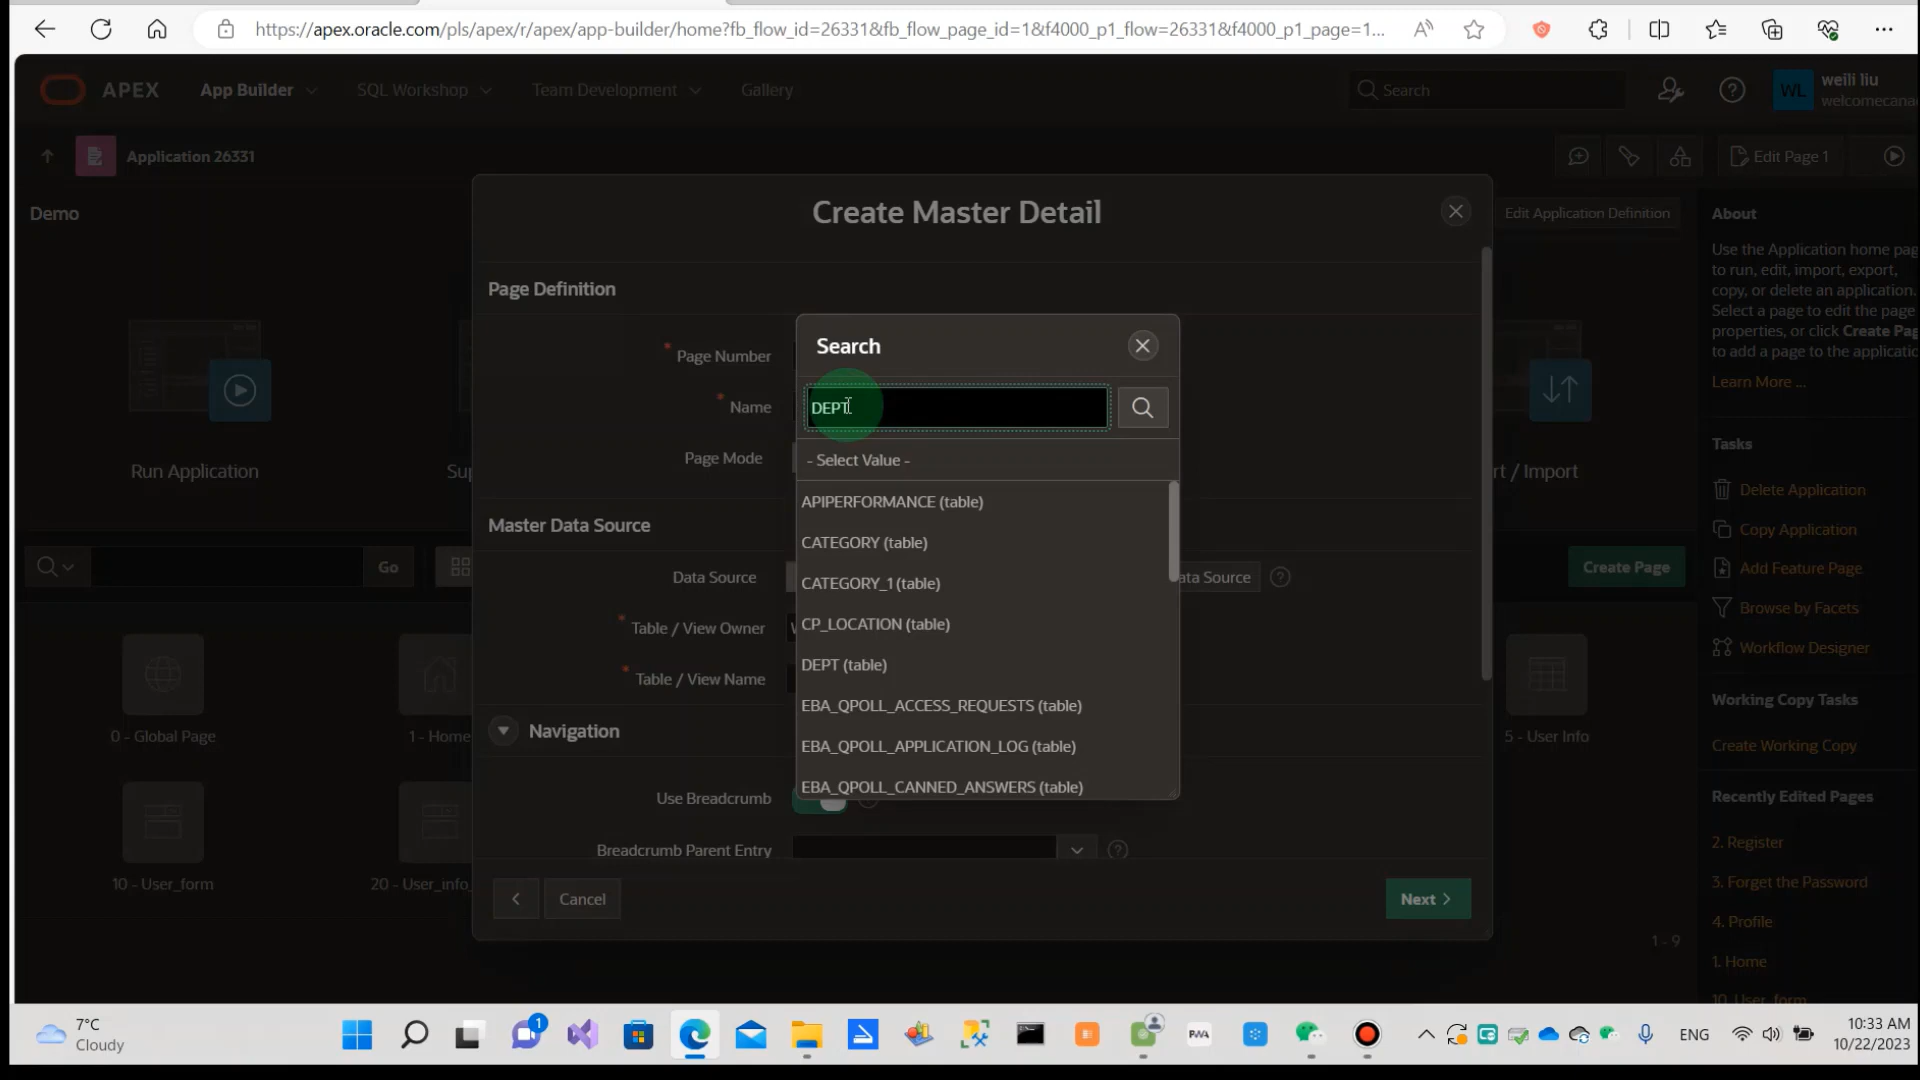 https://apex.oracle.com/pls/apex/r/apex/app-builder/home?fb_flow_id=26331&fb_flow_page_id=1&f4000_p1_flow=26331&f4000_p1_page=1...
APEX
App Builder
SQL Workshop
Team Development
Gallery
Search
WL
weili liu
welcomecana
Application 26331
Edit Page 1
Demo
Create Master Detail
Edit Application Definition
About
Use the Application home pag
to run, edit, import, export,
copy, or delete an application.
Select a page to edit the page
properties, or click Create Pag
to add a page to the applicatio
Learn More ...
Page Definition
* Page Number
* Name
Page Mode
Search
DEPT
- Select Value -
APIPERFORMANCE (table)
CATEGORY (table)
CATEGORY_1 (table)
CP_LOCATION (table)
DEPT (table)
EBA_QPOLL_ACCESS_REQUESTS (table)
EBA_QPOLL_APPLICATION_LOG (table)
EBA_QPOLL_CANNED_ANSWERS (table)
Run Application
Su
rt / Import
Tasks
Delete Application
Copy Application
Add Feature Page
Browse by Facets
Workflow Designer
Master Data Source
Data Source
ata Source
* Table / View Owner
* Table / View Name
Go
Create Page
Navigation
Use Breadcrumb
Breadcrumb Parent Entry
0 - Global Page
1 - Home
5 - User Info
10 - User_form
20 - User_info_
Cancel
Next
Working Copy Tasks
Create Working Copy
Recently Edited Pages
2. Register
3. Forget the Password
4. Profile
1. Home
10. User_form
1 - 9
7°C
Cloudy
1
PWA
ENG
10:33 AM
10/22/2023